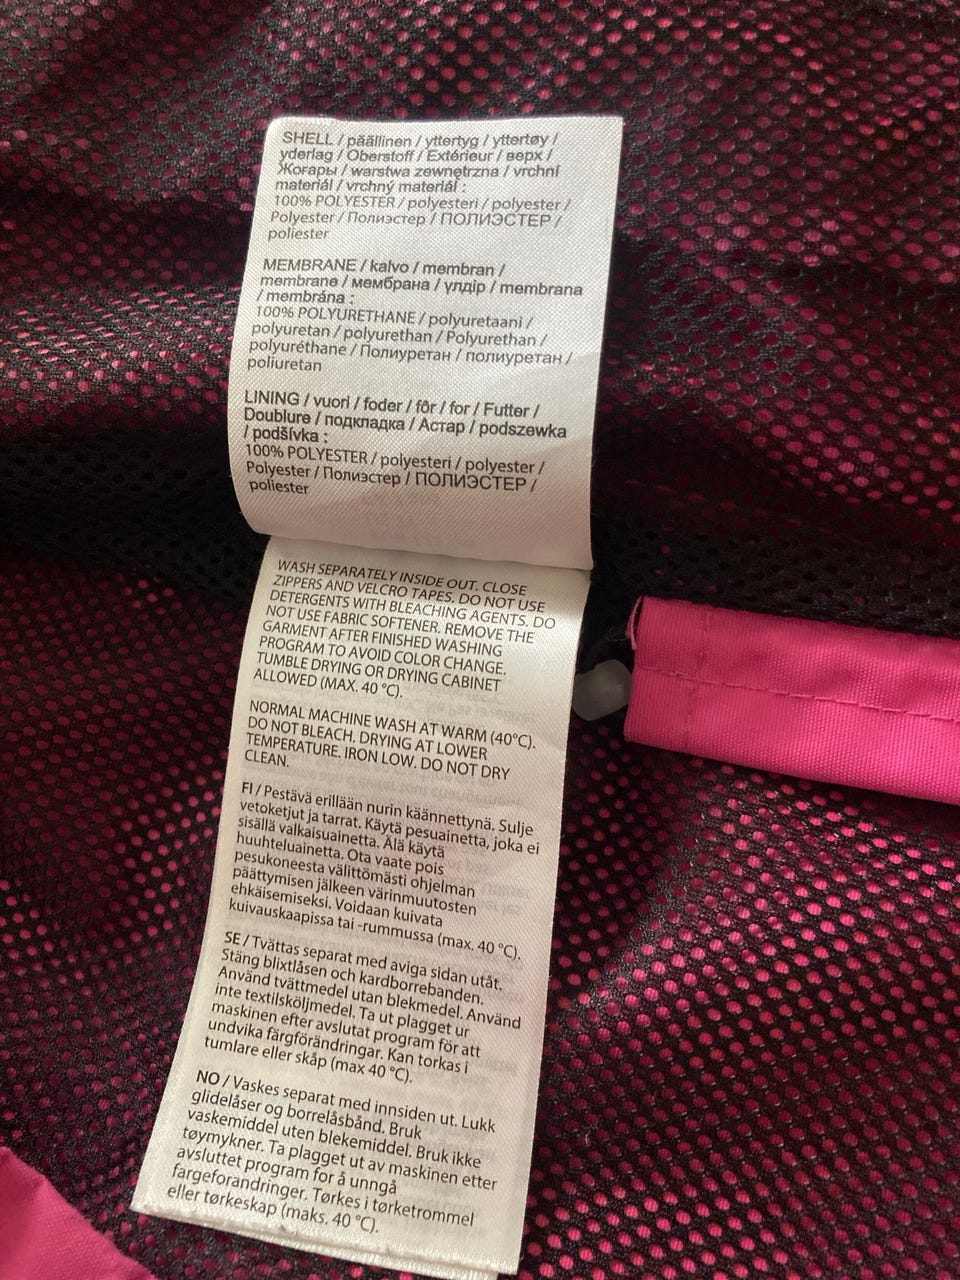 SHELL / päällinen / yttertyg / yttertøy /
yderlag / Oberstoff / Extérieur / верх /
Жоғары / warstwa zewnętrzna / vrchní
materiál / vrchný materiál :
100% POLYESTER / polyesteri / polyester /
Polyester / Полиэстер / ПОЛИЭСТЕР /
poliester
MEMBRANE / kalvo / membran /
membrane / мембрана / үлдір / membrana
/ membrána :
100% POLYURETHANE / polyuretaani /
polyuretan / polyurethan / Polyurethan /
polyuréthane / Полиуретан / полиуретан /
poliuretan
LINING / vuori / foder / fôr / for / Futter /
Doublure / подкладка / Астар / podszewka
/ podšívka :
100% POLYESTER / polyesteri / polyester /
Polyester / Полиэстер / ПОЛИЭСТЕР /
poliester
WASH SEPARATELY INSIDE OUT. CLOSE
ZIPPERS AND VELCRO TAPES. DO NOT USE
DETERGENTS WITH BLEACHING AGENTS. DO
NOT USE FABRIC SOFTENER. REMOVE THE
GARMENT AFTER FINISHED WASHING
PROGRAM TO AVOID COLOR CHANGE.
TUMBLE DRYING OR DRYING CABINET
ALLOWED (MAX. 40 °C).
NORMAL MACHINE WASH AT WARM (40°C).
DO NOT BLEACH. DRYING AT LOWER
TEMPERATURE. IRON LOW. DO NOT DRY
CLEAN.
FI / Pestävä erillään nurin käännettynä. Sulje
vetoketjut ja tarrat. Käytä pesuainetta, joka ei
sisällä valkaisuainetta. Älä käytä
huuhteluainetta. Ota vaate pois
pesukoneesta välittömästi ohjelman
päättymisen jälkeen värinmuutosten
ehkäisemiseksi. Voidaan kuivata
kuivauskaapissa tai -rummussa (max. 40 °C).
SE / Tvättas separat med aviga sidan utåt.
Stäng blixtlåsen och kardborrebanden.
Använd tvättmedel utan blekmedel. Använd
inte textilsköljmedel. Ta ut plagget ur
maskinen efter avslutat program för att
undvika färgförändringar. Kan torkas i
tumlare eller skåp (max 40 °C).
NO / Vaskes separat med innsiden ut. Lukk
glidelåser og borrelåsbånd. Bruk
vaskemiddel uten blekemiddel. Bruk ikke
tøymykner. Ta plagget ut av maskinen etter
avsluttet program for å unngå
fargeforandringer. Tørkes i tørketrommel
eller tørkeskap (maks. 40 °C).